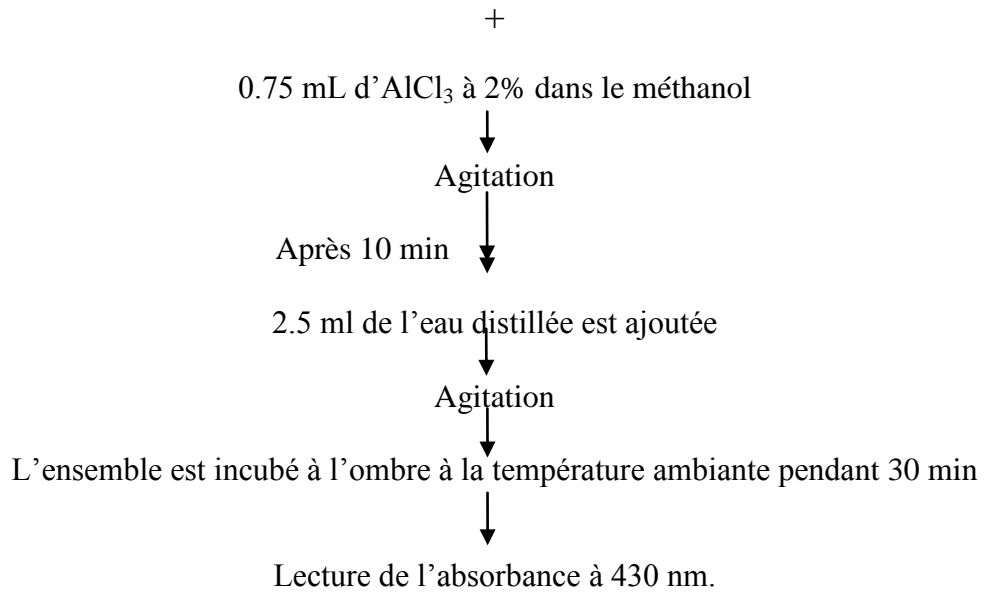 +
0.75 mL d’AlCl₃ à 2% dans le méthanol
Agitation
Après 10 min
2.5 ml de l’eau distillée est ajoutée
Agitation
L’ensemble est incubé à l’ombre à la température ambiante pendant 30 min
Lecture de l’absorbance à 430 nm.